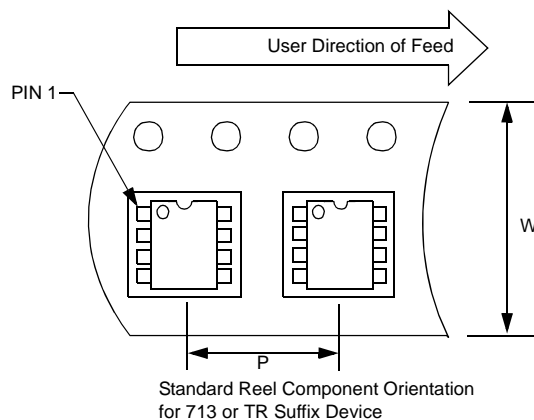 User Direction of Feed
PIN 1
W
P
Standard Reel Component Orientation
for 713 or TR Suffix Device